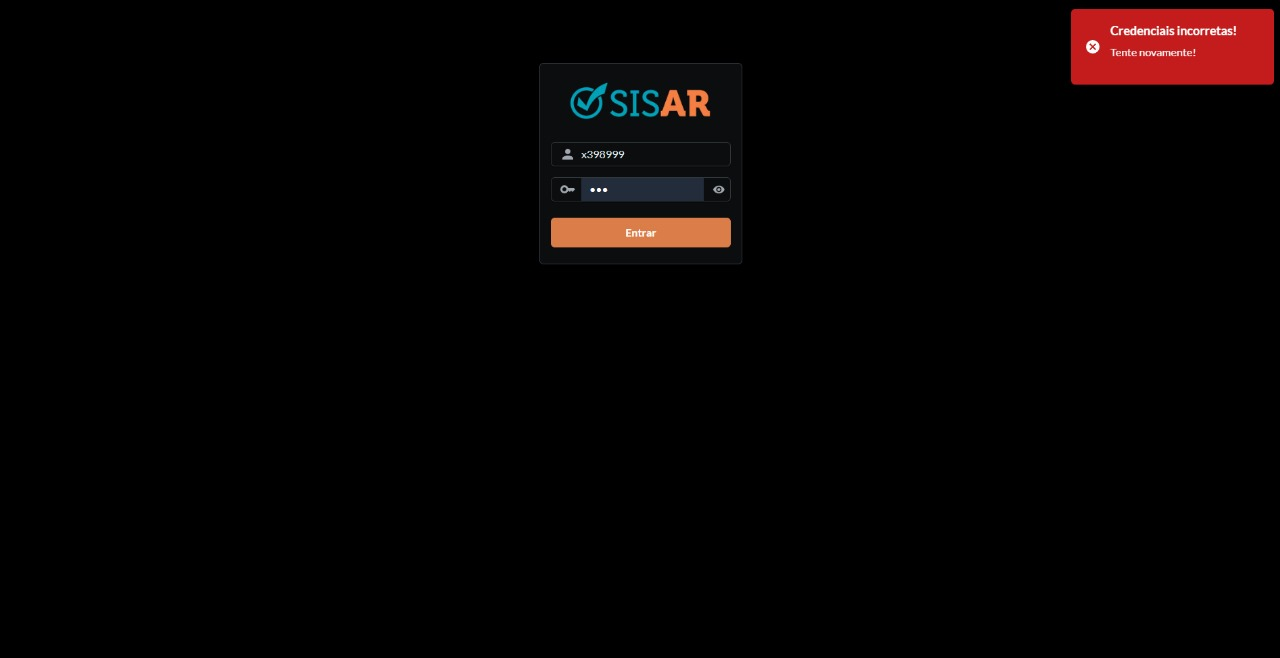 Credenciais incorretas!
Tente novamente!
SISAR
x398999
•••
Entrar